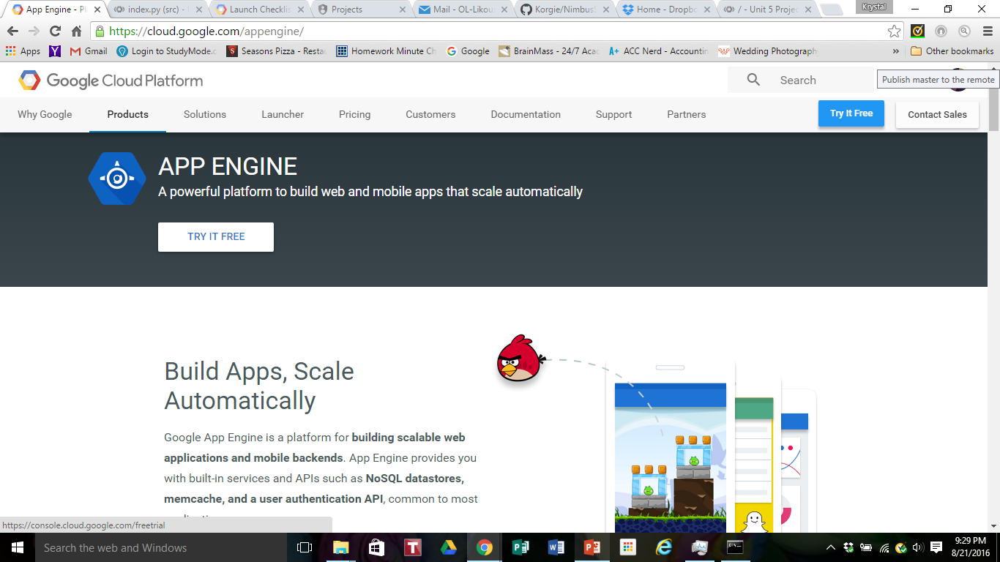 App Engine - Pl
index.py (src) -
Launch Checklis
Projects
Mail - OL-Likou
Korgie/Nimbus
Home - Dropbo
/ - Unit 5 Projec
Krystal
https://cloud.google.com/appengine/
Apps
Gmail
Login to StudyMode.c
Seasons Pizza - Resta
Homework Minute Ch
Google
BrainMass - 24/7 Aca
ACC Nerd - Accountin
Wedding Photography
»
Other bookmarks
Google Cloud Platform
Search
Publish master to the remote
Why Google
Products
Solutions
Launcher
Pricing
Customers
Documentation
Support
Partners
Try It Free
Contact Sales
APP ENGINE
A powerful platform to build web and mobile apps that scale automatically
TRY IT FREE
Build Apps, Scale
Automatically
Google App Engine is a platform for building scalable web
applications and mobile backends. App Engine provides you
with built-in services and APIs such as NoSQL datastores,
memcache, and a user authentication API, common to most
https://console.cloud.google.com/freetrial
Search the web and Windows
9:29 PM
8/21/2016